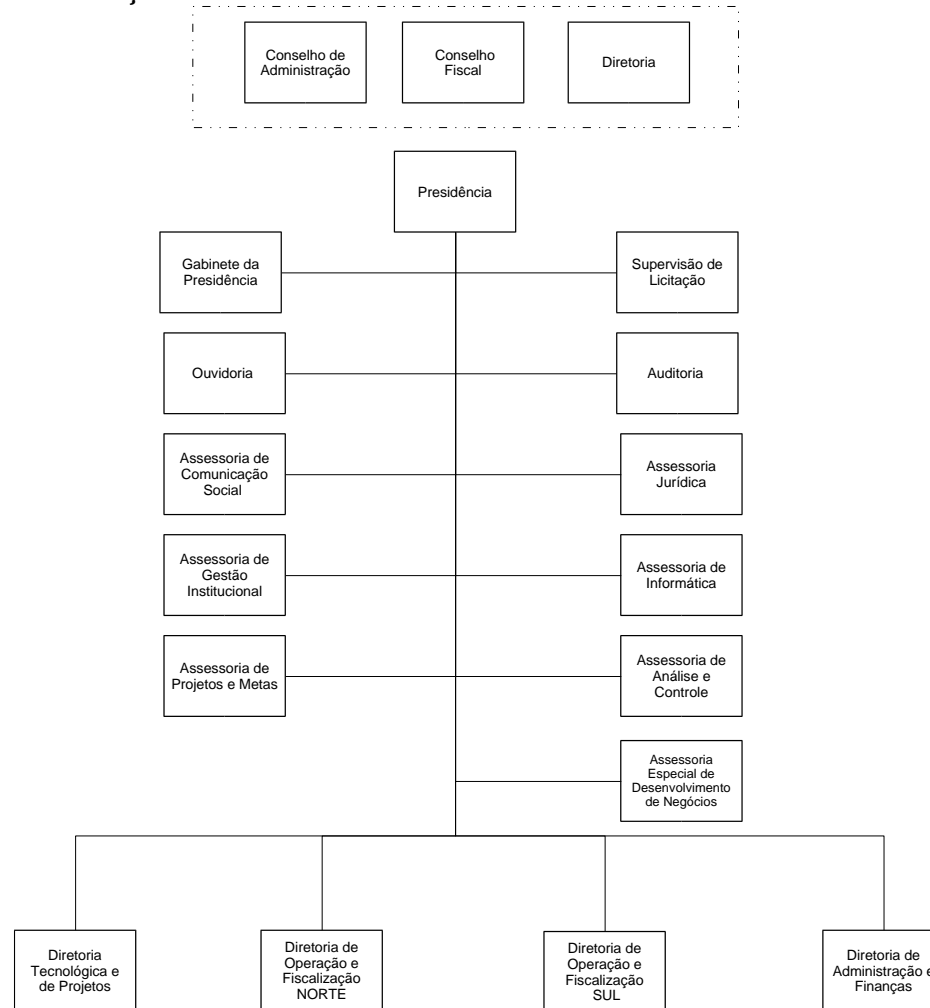 Conselho de
Administração
Conselho
Fiscal
Diretoria
Presidência
Gabinete da
Presidência
Supervisão de
Licitação
Ouvidoria
Auditoria
Assessoria de
Comunicação
Social
Assessoria
Jurídica
Assessoria de
Gestão
Institucional
Assessoria de
Informática
Assessoria de
Projetos e Metas
Assessoria de
Análise e
Controle
Assessoria
Especial de
Desenvolvimento
de Negócios
Diretoria
Tecnológica e
de Projetos
Diretoria de
Operação e
Fiscalização
NORTE
Diretoria de
Operação e
Fiscalização
SUL
Diretoria de
Administração e
Finanças